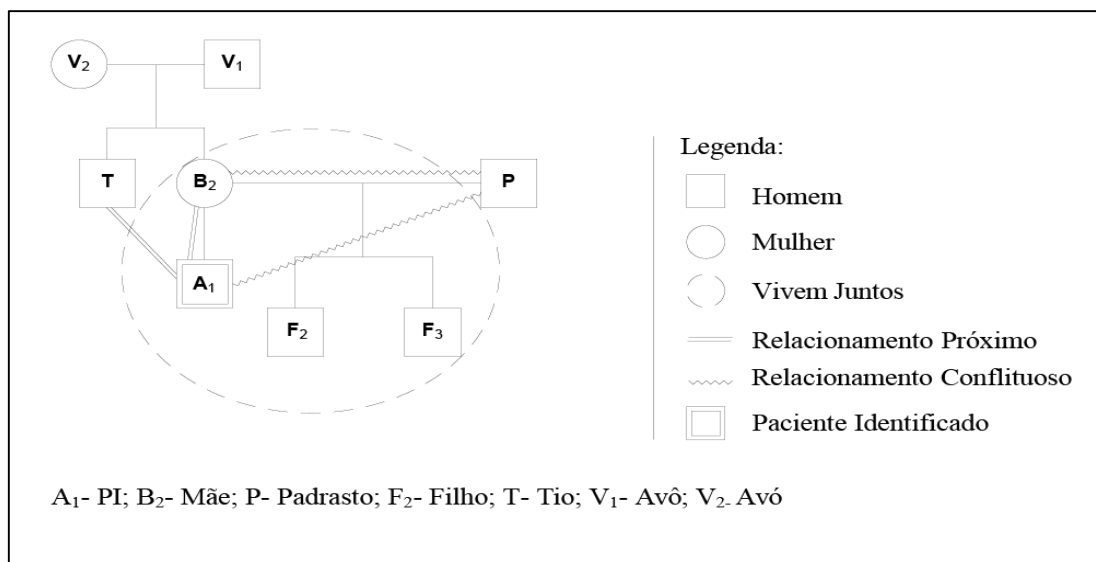 V₂
V₁
T
B₂
P
A₁
F₂
F₃
Legenda:
Homem
Mulher
Vivem Juntos
Relacionamento Próximo
Relacionamento Conflituoso
Paciente Identificado
A₁- PI; B₂- Mãe; P- Padrasto; F₂- Filho; T- Tio; V₁- Avô; V₂- Avó